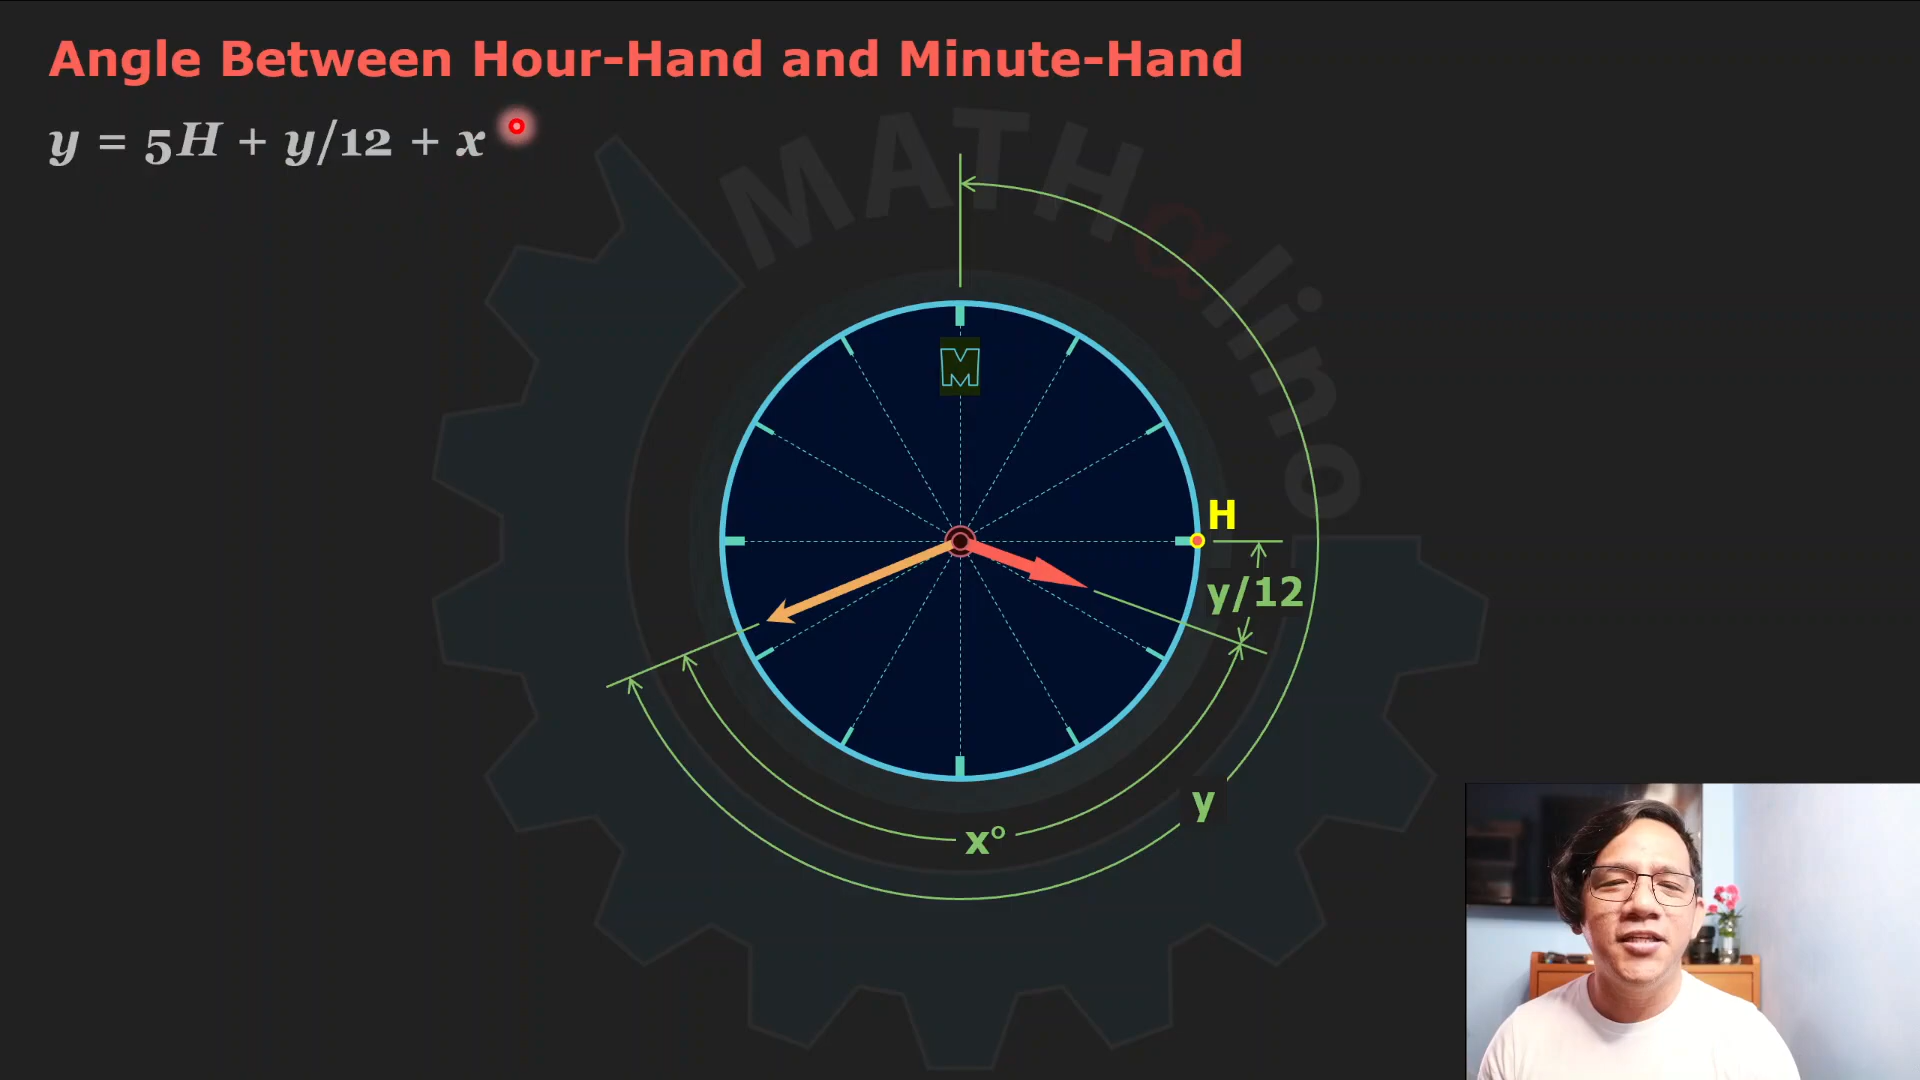 Angle Between Hour-Hand and Minute-Hand
y = 5H + y/12 + x
MATHalino
M
H
y/12
y
x°